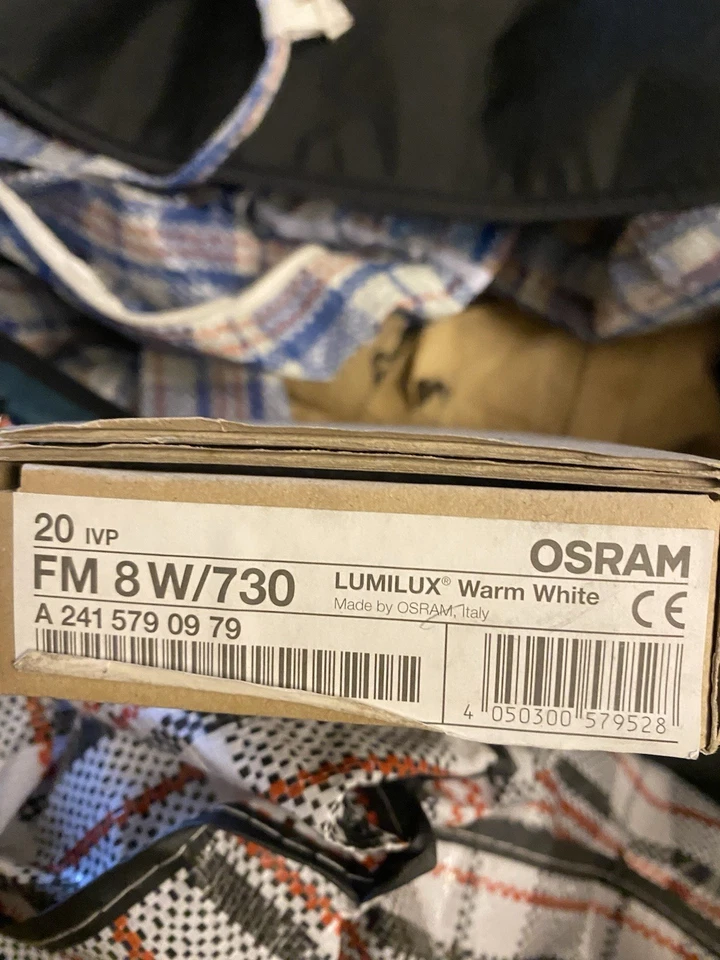 20 IVP
OSRAM
FM 8 W/730
LUMILUX® Warm White
Made by OSRAM, Italy
CE
A 241 579 09 79
4 050300 579528